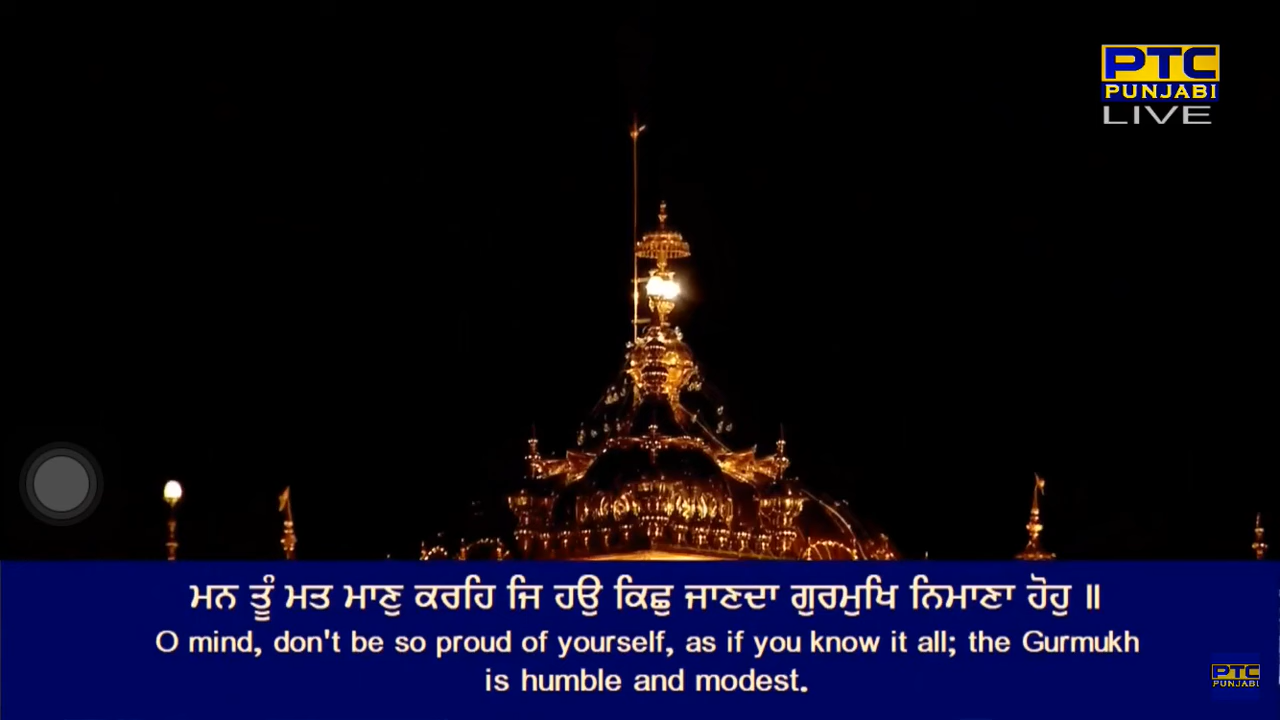 PTC
PUNJABI
LIVE
ਮਨ ਤੂੰ ਮਤ ਮਾਣੁ ਕਰਹਿ ਜਿ ਹਉ ਕਿਛੁ ਜਾਣਦਾ ਗੁਰਮੁਖਿ ਨਿਮਾਣਾ ਹੋਹੁ ॥
O mind, don't be so proud of yourself, as if you know it all; the Gurmukh
is humble and modest.
PTC
PUNJABI